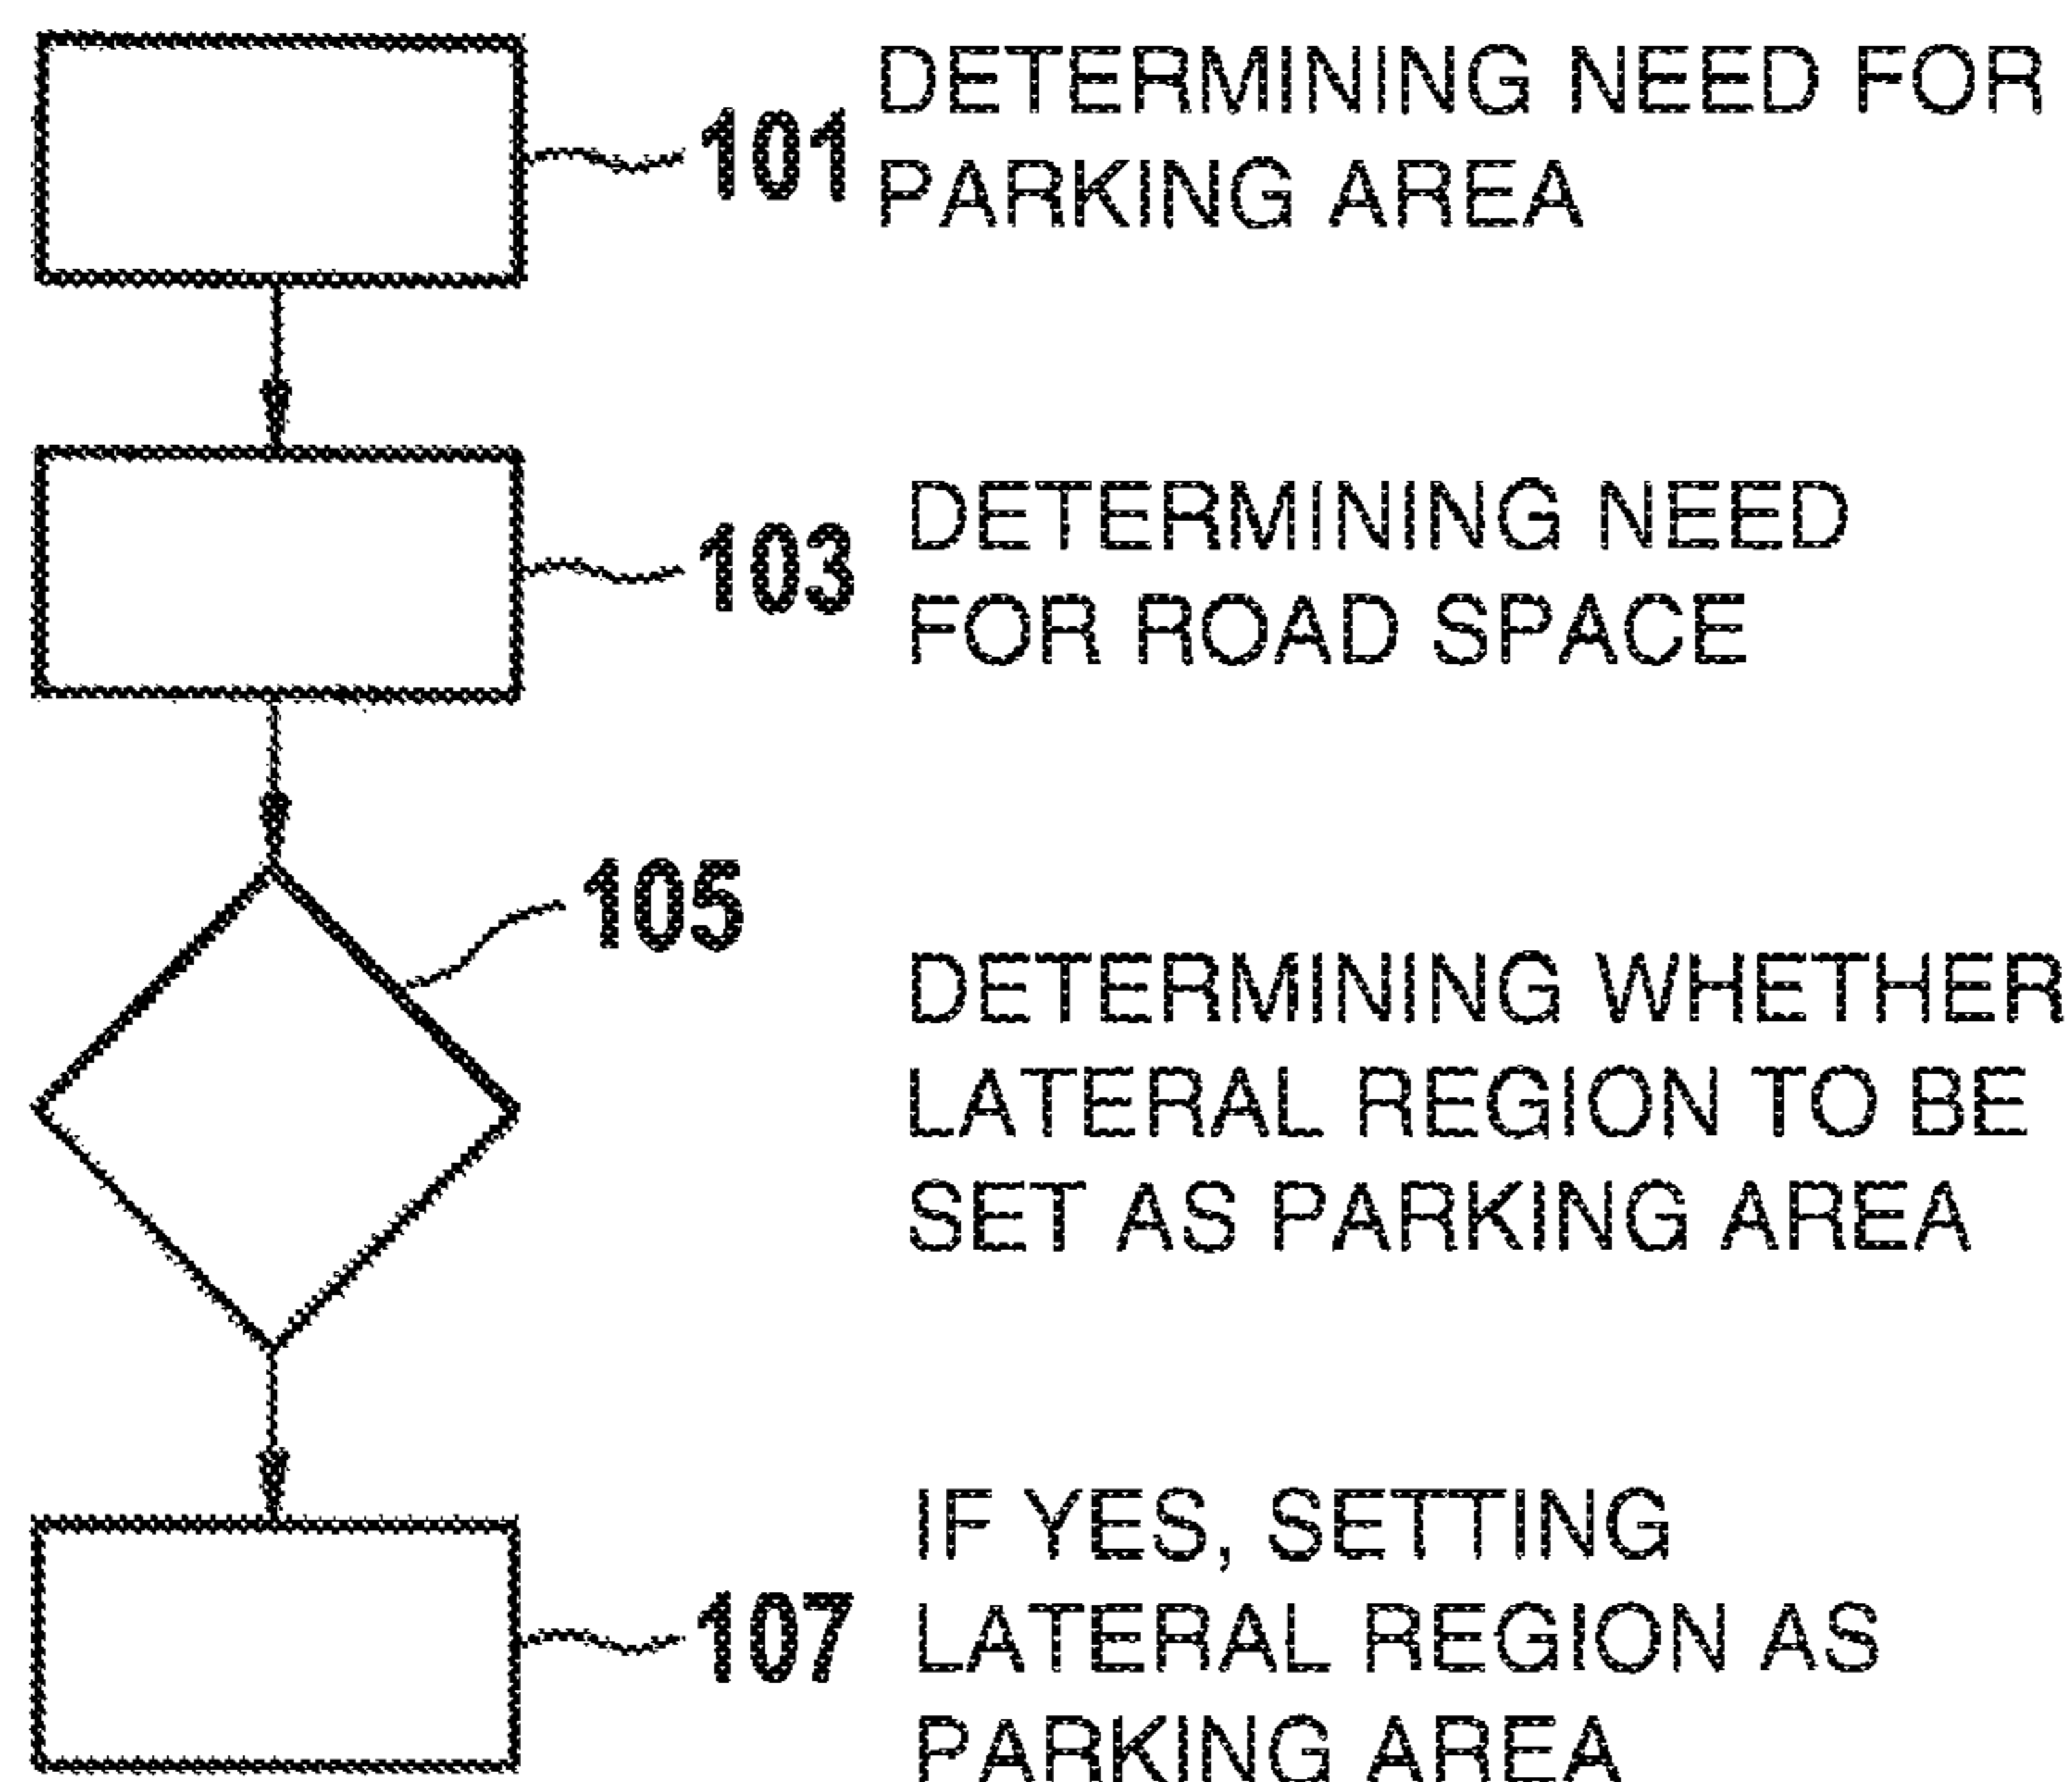 101 DETERMINING NEED FOR
PARKING AREA
103 DETERMINING NEED
FOR ROAD SPACE
105
DETERMINING WHETHER
LATERAL REGION TO BE
SET AS PARKING AREA
107 IF YES, SETTING
LATERAL REGION AS
PARKING AREA